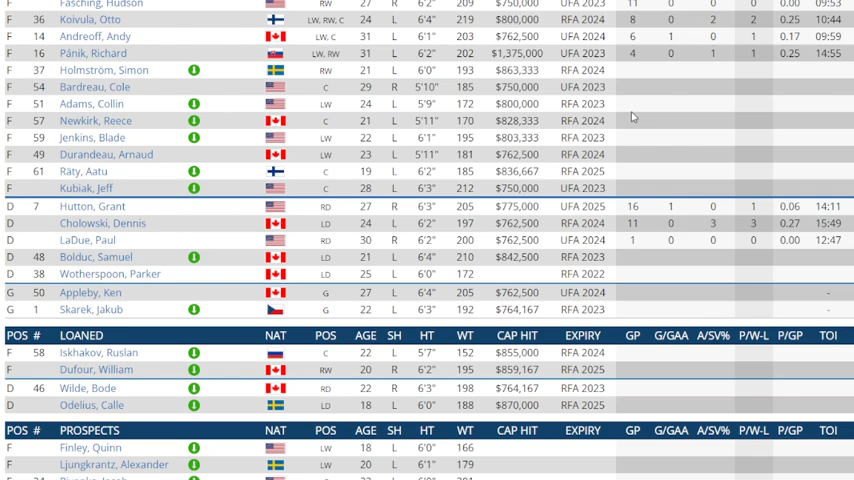 F Fasching, Hudson RW 27 R 6'2" 209 $750,000 UFA 2023 11 0 0 0 0.00 09:53
F 36 Koivula, Otto LW, RW, C 24 L 6'4" 219 $800,000 RFA 2024 8 0 2 2 0.25 10:44
F 14 Andreoff, Andy LW, C 31 L 6'1" 203 $762,500 UFA 2023 6 1 0 1 0.17 09:59
F 16 Pánik, Richard LW, RW 31 L 6'2" 202 $1,375,000 UFA 2023 4 0 1 1 0.25 14:55
F 37 Holmström, Simon RW 21 L 6'0" 193 $863,333 RFA 2024
F 54 Bardreau, Cole C 29 R 5'10" 185 $750,000 UFA 2023
F 51 Adams, Collin LW 24 L 5'9" 172 $800,000 RFA 2023
F 57 Newkirk, Reece C 21 L 5'11" 170 $828,333 RFA 2024
F 59 Jenkins, Blade LW 22 L 6'1" 195 $803,333 RFA 2023
F 49 Durandeau, Arnaud LW 23 L 5'11" 181 $762,500 RFA 2023
F 61 Räty, Aatu C 19 L 6'2" 185 $836,667 RFA 2025
F Kubiak, Jeff C 28 L 6'3" 212 $750,000 UFA 2023
D 7 Hutton, Grant RD 27 R 6'3" 205 $775,000 UFA 2025 16 1 0 1 0.06 14:11
D Cholowski, Dennis LD 24 L 6'2" 197 $762,500 RFA 2024 11 0 3 3 0.27 15:49
D LaDue, Paul RD 30 R 6'2" 200 $762,500 UFA 2024 1 0 0 0 0.00 12:47
D 48 Bolduc, Samuel LD 21 L 6'4" 210 $842,500 RFA 2023
D 38 Wotherspoon, Parker LD 25 L 6'0" 172 RFA 2022
G 50 Appleby, Ken G 27 L 6'4" 205 $762,500 UFA 2024 -
G 1 Skarek, Jakub G 22 L 6'3" 192 $764,167 RFA 2023 -
POS # LOANED NAT POS AGE SH HT WT CAP HIT EXPIRY GP G/GAA A/SV% P/W-L P/GP TOI
F 58 Iskhakov, Ruslan C 22 L 5'7" 152 $855,000 RFA 2024
F Dufour, William RW 20 R 6'2" 195 $859,167 RFA 2025
D 46 Wilde, Bode RD 22 R 6'3" 198 $764,167 RFA 2023
D Odelius, Calle LD 18 L 6'0" 188 $870,000 RFA 2025
POS # PROSPECTS NAT POS AGE SH HT WT CAP HIT EXPIRY GP G/GAA A/SV% P/W-L P/GP TOI
F Finley, Quinn LW 18 L 6'0" 166
F Ljungkrantz, Alexander LW 20 L 6'1" 179